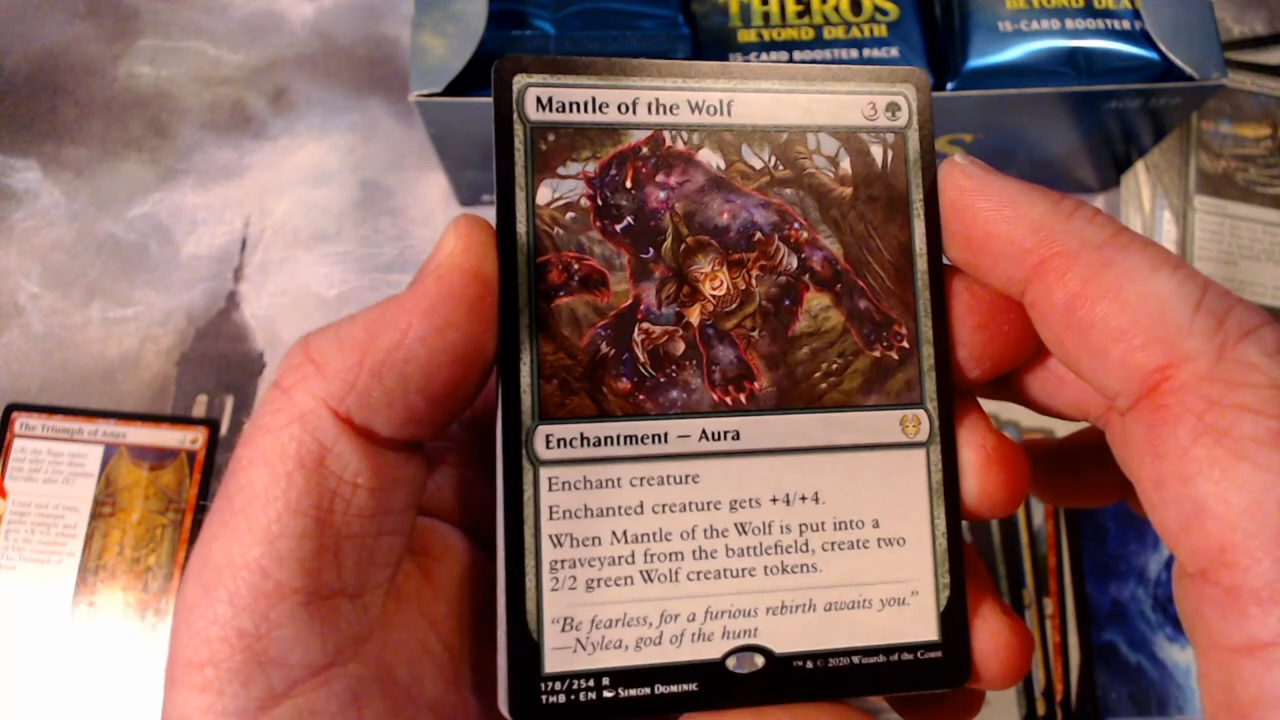 THEROS
BEYOND DEATH
15-CARD BOOSTER PACK
BEYOND DEAT
15-CARD BOOSTER P
S
Mantle of the Wolf
3
Enchantment — Aura
Enchant creature
Enchanted creature gets +4/+4.
When Mantle of the Wolf is put into a
graveyard from the battlefield, create two
2/2 green Wolf creature tokens.
“Be fearless, for a furious rebirth awaits you.”
—Nylea, god of the hunt
178/254 R
THB • EN SIMON DOMINIC
™ & © 2020 Wizards of the Coast
The Triumph of Anax